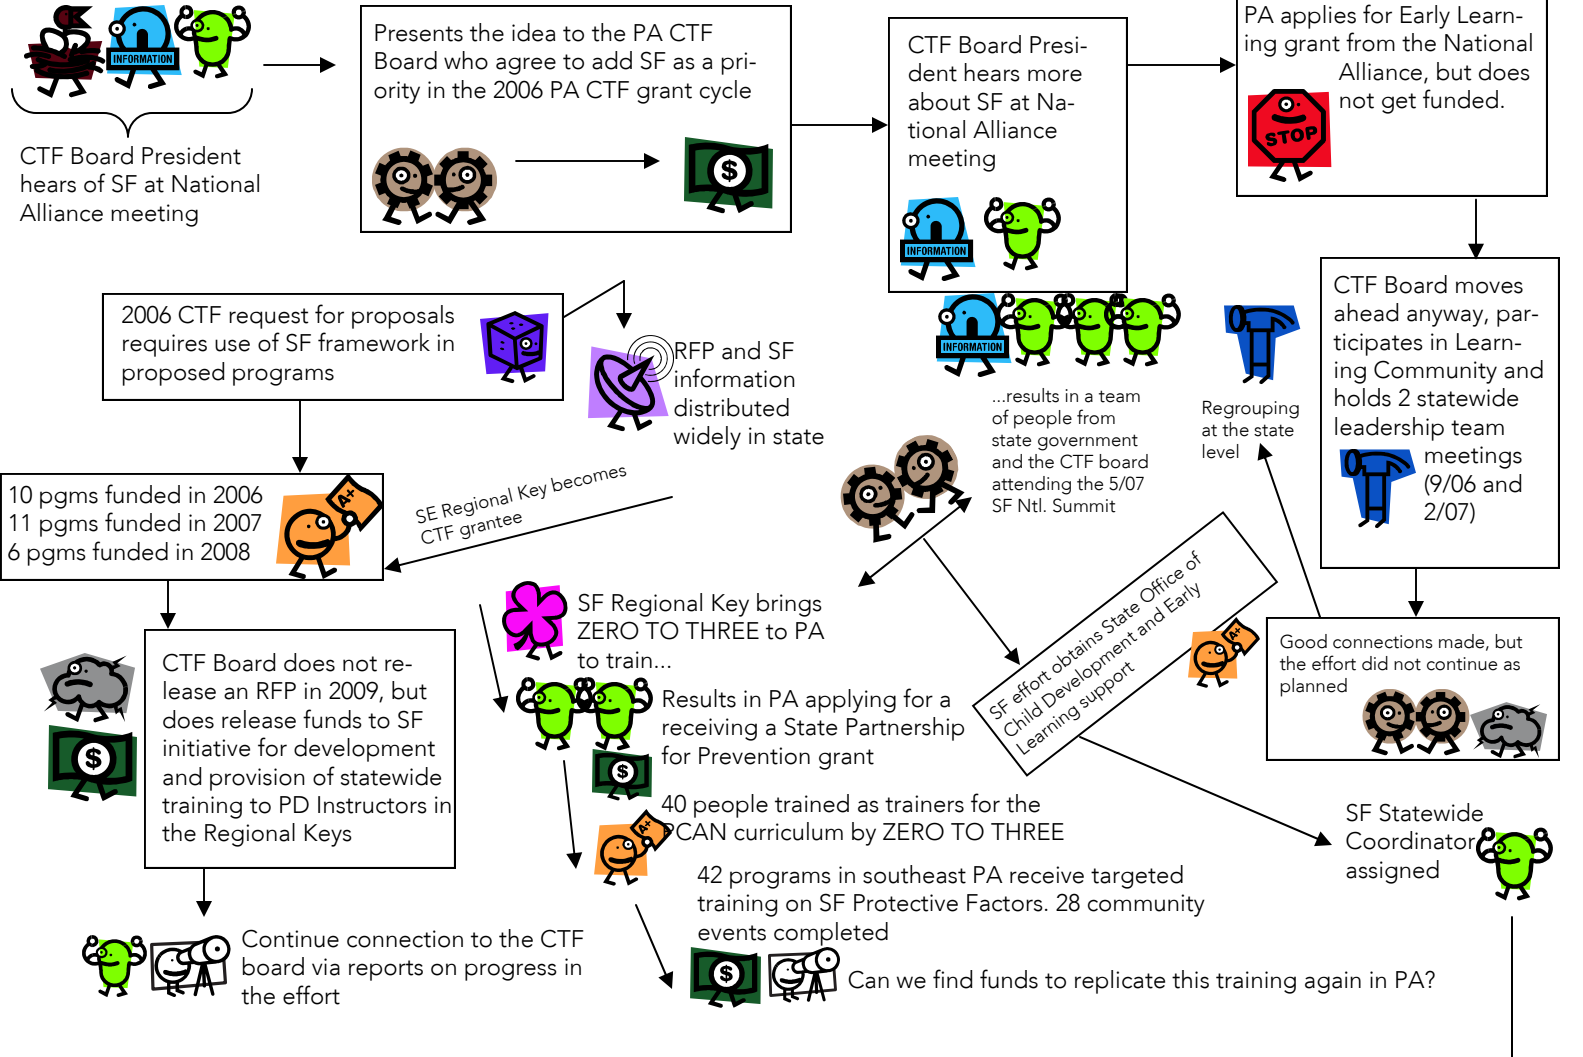 INFORMATION
CTF Board President
hears of SF at National
Alliance meeting
Presents the idea to the PA CTF
Board who agree to add SF as a pri-
ority in the 2006 PA CTF grant cycle
$
CTF Board Presi-
dent hears more
about SF at Na-
tional Alliance
meeting
INFORMATION
PA applies for Early Learn-
ing grant from the National
Alliance, but does
not get funded.
STOP
2006 CTF request for proposals
requires use of SF framework in
proposed programs
RFP and SF
information
distributed
widely in state
INFORMATION
...results in a team
of people from
state government
and the CTF board
attending the 5/07
SF Ntl. Summit
Regrouping
at the state
level
CTF Board moves
ahead anyway, par-
ticipates in Learn-
ing Community and
holds 2 statewide
leadership team
meetings
(9/06 and
2/07)
10 pgms funded in 2006
11 pgms funded in 2007
6 pgms funded in 2008
A+
SE Regional Key becomes
CTF grantee
SF Regional Key brings
ZERO TO THREE to PA
to train...
SF effort obtains State Office of
Child Development and Early
Learning support
A+
Good connections made, but
the effort did not continue as
planned
CTF Board does not re-
lease an RFP in 2009, but
does release funds to SF
initiative for development
and provision of statewide
training to PD Instructors in
the Regional Keys
$
Results in PA applying for a
receiving a State Partnership
for Prevention grant
$
40 people trained as trainers for the
PCAN curriculum by ZERO TO THREE
A+
SF Statewide
Coordinator
assigned
42 programs in southeast PA receive targeted
training on SF Protective Factors. 28 community
events completed
Continue connection to the CTF
board via reports on progress in
the effort
$
Can we find funds to replicate this training again in PA?